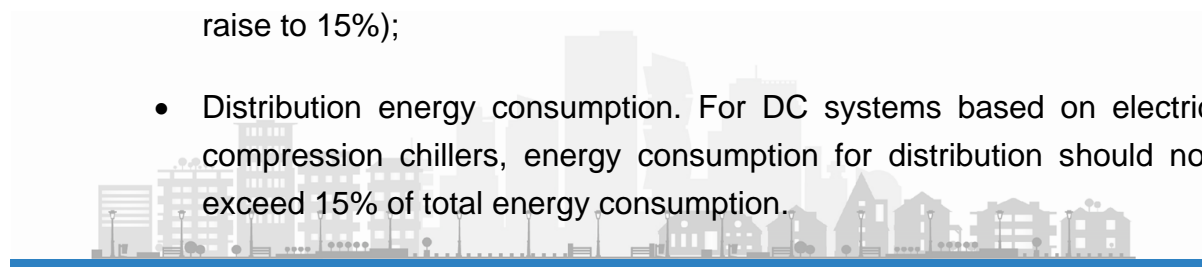 raise to 15%);
• Distribution energy consumption. For DC systems based on electric
compression chillers, energy consumption for distribution should no
exceed 15% of total energy consumption.